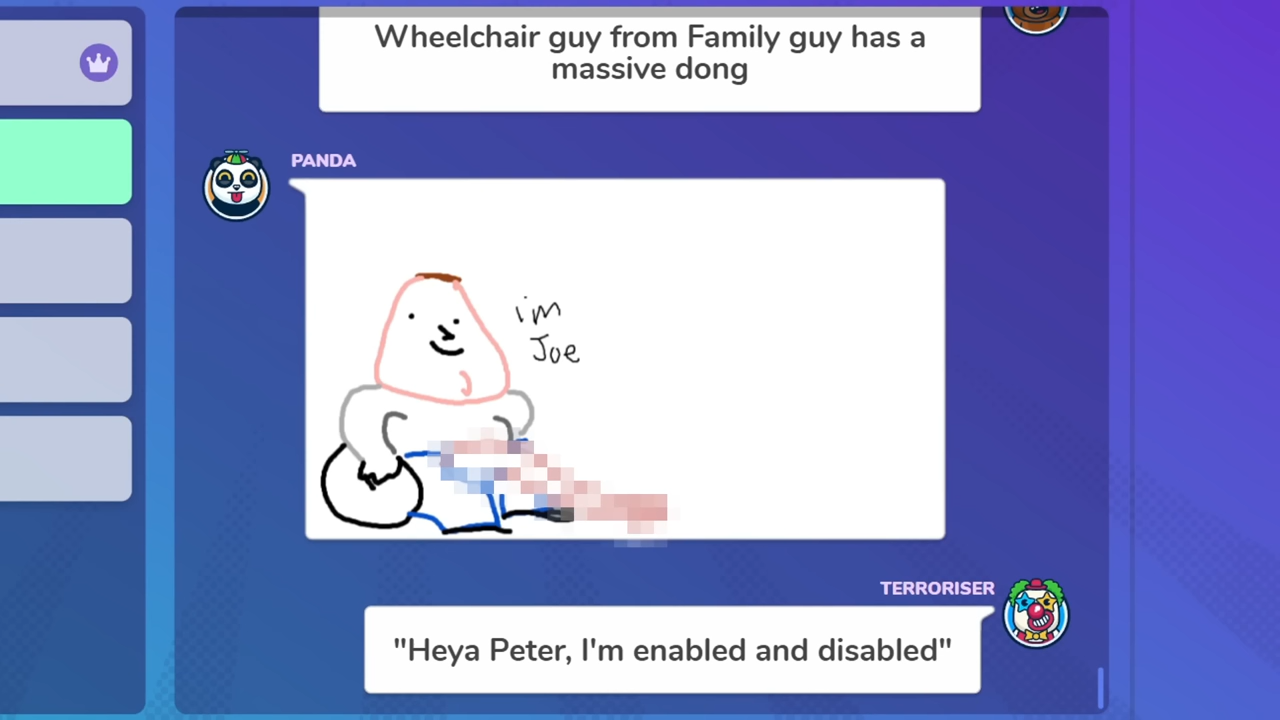 Wheelchair guy from Family guy has a
massive dong
PANDA
i'm
Joe
TERRORISER
"Heya Peter, I'm enabled and disabled"